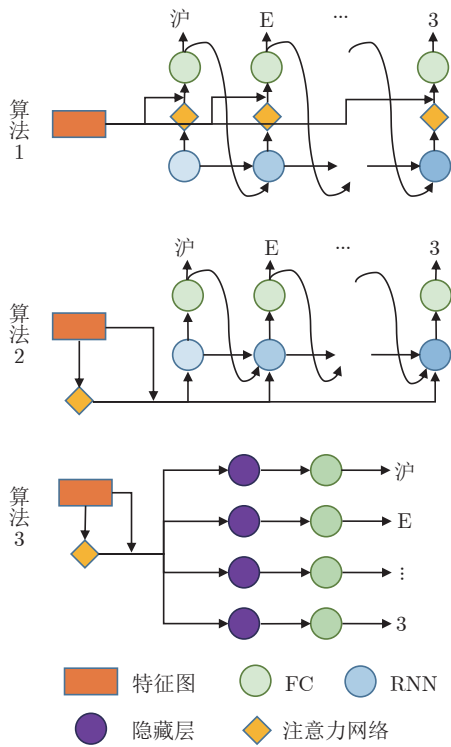 沪 E ... 3
算法1
沪 E ... 3
算法2
算法3
沪
E
⋮
3
特征图 FC RNN
隐藏层 注意力网络